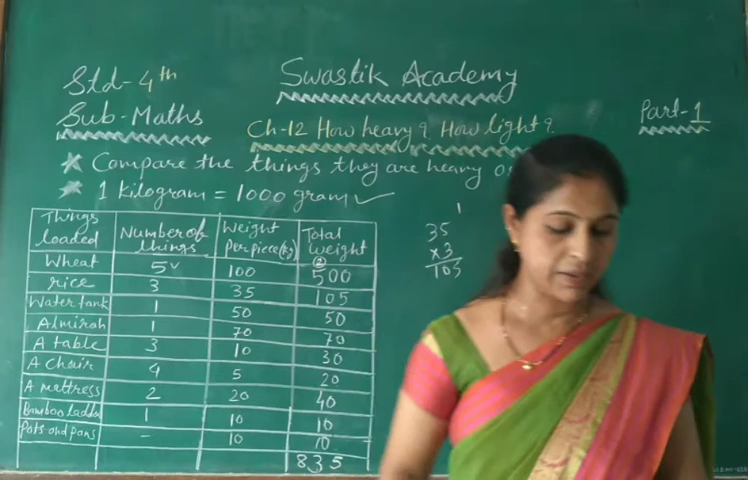 Std-4th
Swastik Academy
Sub-Maths
Ch-12 How heavy? How light?
Part-1
* Compare the things they are heavy
* 1 kilogram = 1000 gram ✓
35
x3
105
1
Things loaded Number of things Weight Per piece(kg) Total weight
2
Wheat 5✓ 100 500
rice 3 35 105
Water tank 1 50 50
Almirah 1 70 70
A table 3 10 30
A chair 4 5 20
A mattress 2 20 40
Bamboo Ladder 1 10 10
Pots and Pans - 10 10
835